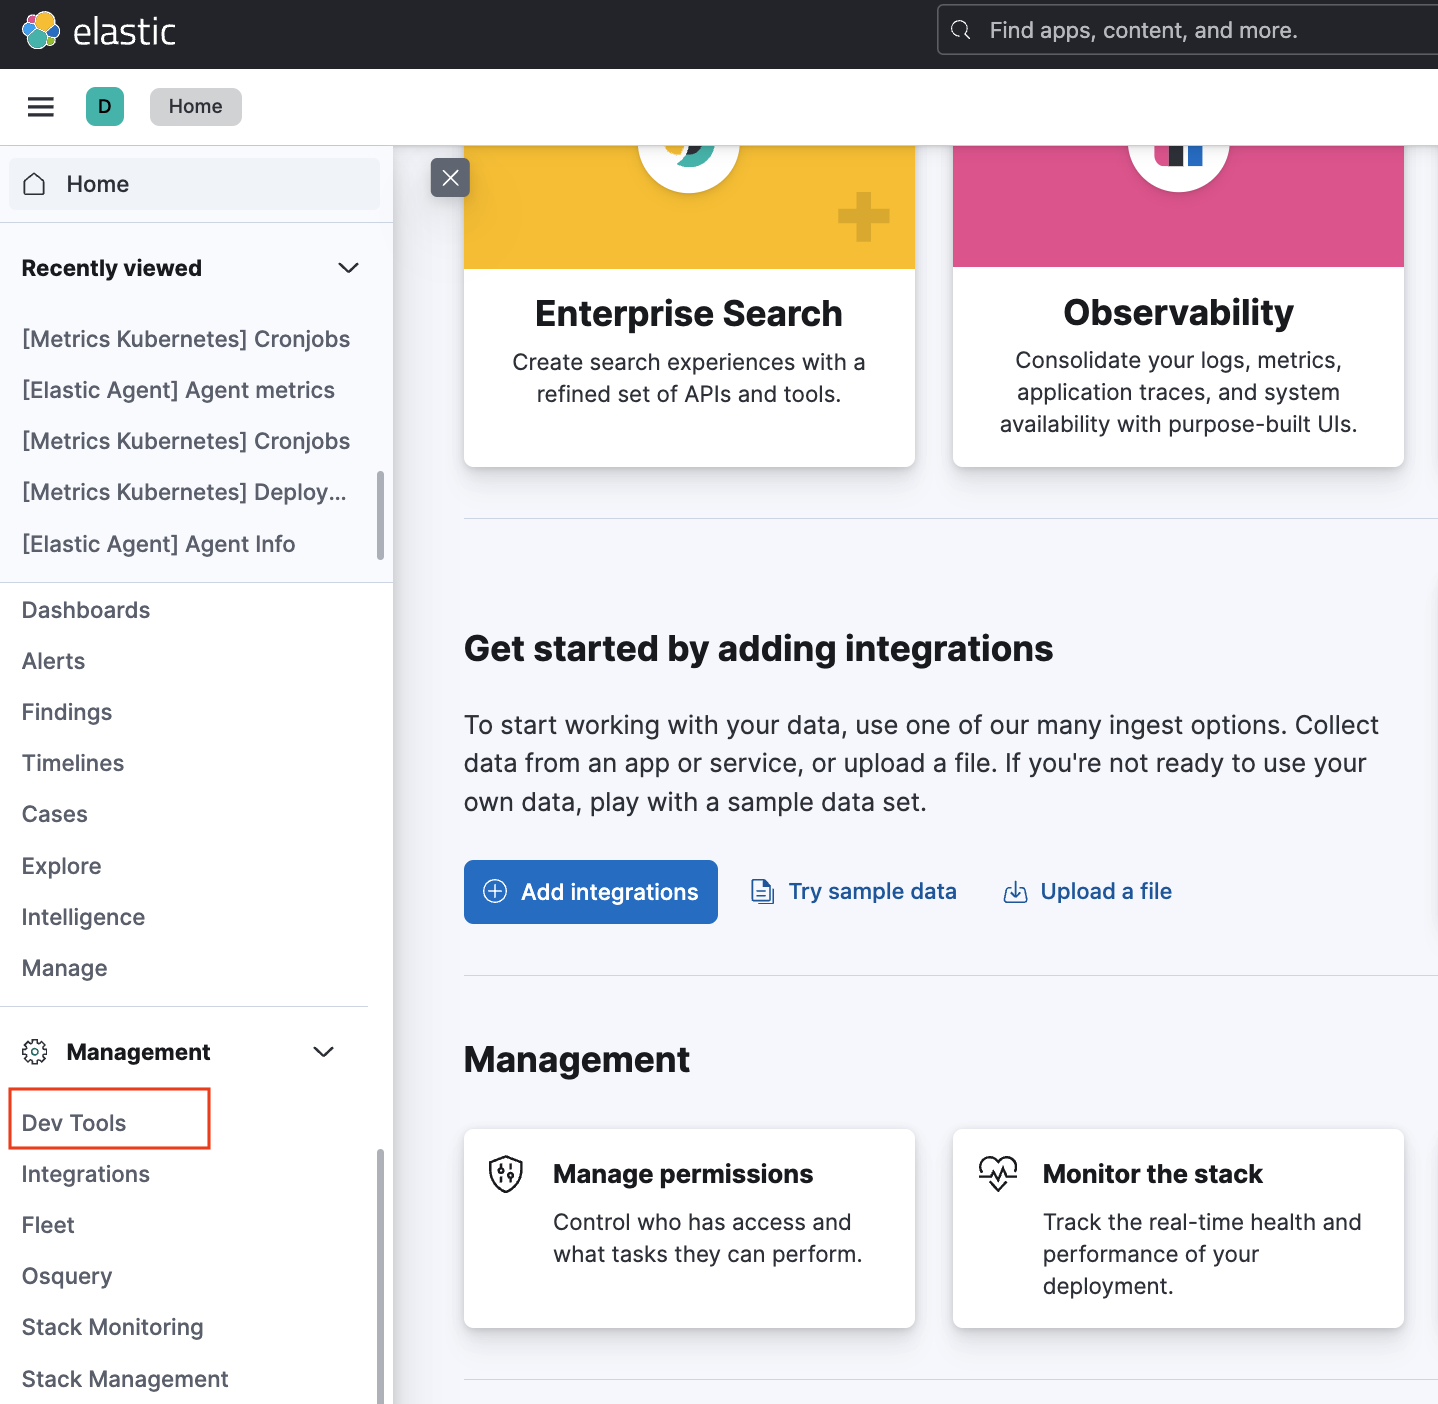 elastic
Find apps, content, and more.
D
Home
Home
Recently viewed
[Metrics Kubernetes] Cronjobs
[Elastic Agent] Agent metrics
[Metrics Kubernetes] Cronjobs
[Metrics Kubernetes] Deploy...
[Elastic Agent] Agent Info
Dashboards
Alerts
Findings
Timelines
Cases
Explore
Intelligence
Manage
Management
Dev Tools
Integrations
Fleet
Osquery
Stack Monitoring
Stack Management
Enterprise Search
Create search experiences with a
refined set of APIs and tools.
Observability
Consolidate your logs, metrics,
application traces, and system
availability with purpose-built UIs.
Get started by adding integrations
To start working with your data, use one of our many ingest options. Collect
data from an app or service, or upload a file. If you're not ready to use your
own data, play with a sample data set.
Add integrations
Try sample data
Upload a file
Management
Manage permissions
Control who has access and
what tasks they can perform.
Monitor the stack
Track the real-time health and
performance of your
deployment.